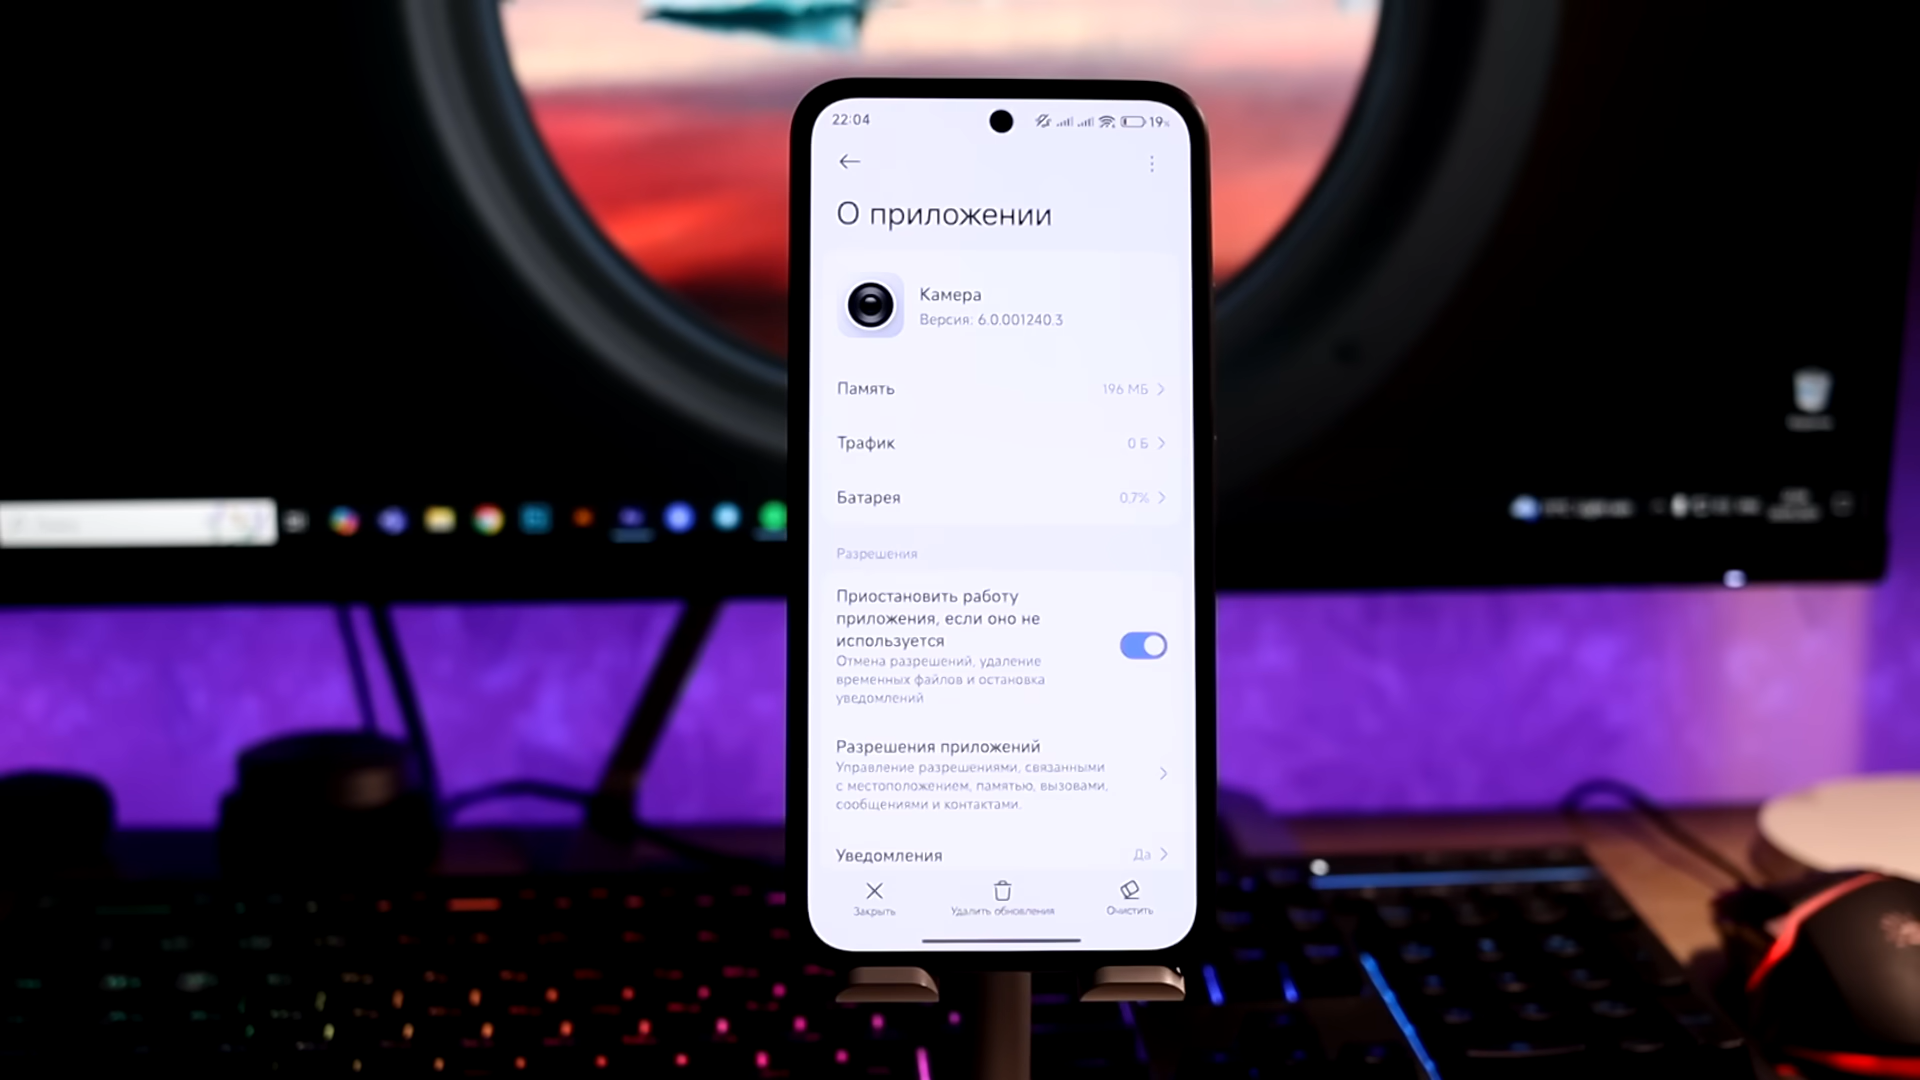 22:04
19%
О приложении
Камера
Версия: 6.0.001240.3
Память
196 МБ
Трафик
0 Б
Батарея
0,7%
Разрешения
Приостановить работу
приложения, если оно не
используется
Отмена разрешений, удаление
временных файлов и остановка
уведомлений
Разрешения приложений
Управление разрешениями, связанными
с местоположением, памятью, вызовами,
сообщениями и контактами.
Уведомления
Да
Закрыть
Удалить обновления
Очистить